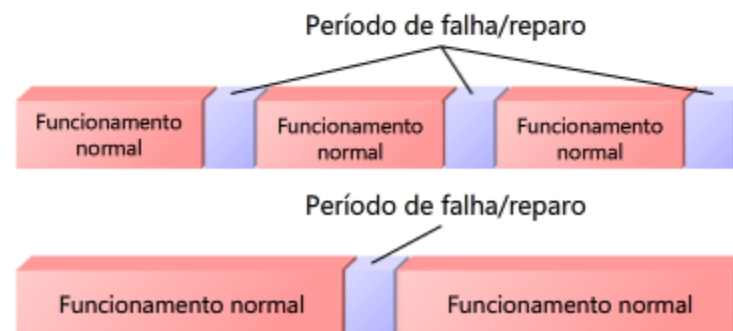 Período de falha/reparo
Funcionamento
normal
Funcionamento
normal
Funcionamento
normal
Período de falha/reparo
Funcionamento normal
Funcionamento normal